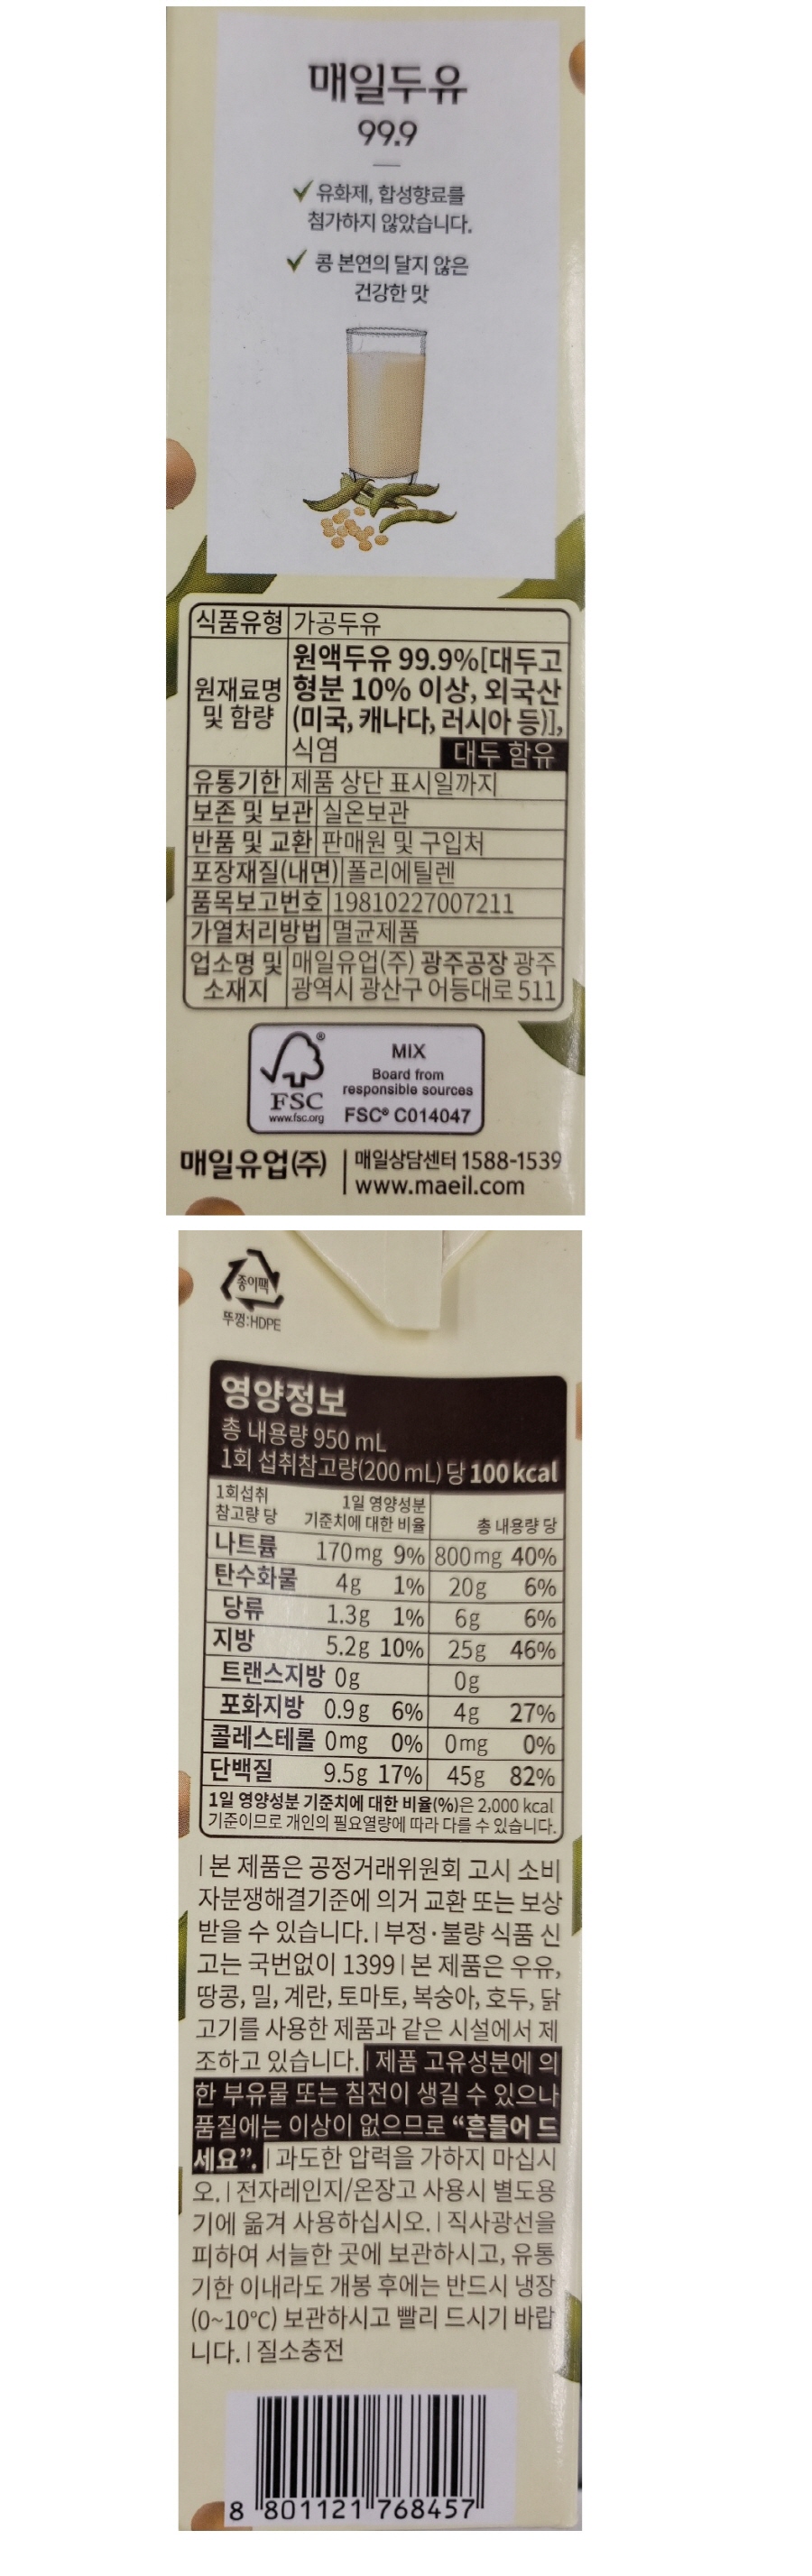 매일두유
99.9
유화제, 합성향료를
첨가하지 않았습니다.
콩 본연의 달지 않은
건강한 맛
식품유형 가공두유
원재료명 및 함량 원액두유 99.9%[대두고
형분 10% 이상, 외국산
(미국, 캐나다, 러시아 등)],
식염 대두 함유
유통기한 제품 상단 표시일까지
보존 및 보관 실온보관
반품 및 교환 판매원 및 구입처
포장재질(내면) 폴리에틸렌
품목보고번호 19810227007211
가열처리방법 멸균제품
업소명 및 매일유업(주) 광주공장 광주
소재지 광역시 광산구 어등대로 511
FSC®
www.fsc.org
MIX
Board from
responsible sources
FSC® C014047
매일유업(주) 매일상담센터 1588-1539
www.maeil.com
종이팩
뚜껑:HDPE
영양정보
총 내용량 950 mL
1회 섭취참고량(200 mL) 당 100 kcal
1회섭취 1일 영양성분
참고량 당 기준치에 대한 비율 총 내용량 당
나트륨 170mg 9% 800mg 40%
탄수화물 4g 1% 20g 6%
당류 1.3g 1% 6g 6%
지방 5.2g 10% 25g 46%
트랜스지방 0g 0g
포화지방 0.9g 6% 4g 27%
콜레스테롤 0mg 0% 0mg 0%
단백질 9.5g 17% 45g 82%
1일 영양성분 기준치에 대한 비율(%)은 2,000 kcal
기준이므로 개인의 필요열량에 따라 다를 수 있습니다.
| 본 제품은 공정거래위원회 고시 소비
자분쟁해결기준에 의거 교환 또는 보상
받을 수 있습니다. | 부정·불량 식품 신
고는 국번없이 1399 | 본 제품은 우유,
땅콩, 밀, 계란, 토마토, 복숭아, 호두, 닭
고기를 사용한 제품과 같은 시설에서 제
조하고 있습니다. | 제품 고유성분에 의
한 부유물 또는 침전이 생길 수 있으나
품질에는 이상이 없으므로 “흔들어 드
세요”. | 과도한 압력을 가하지 마십시
오. | 전자레인지/온장고 사용시 별도용
기에 옮겨 사용하십시오. | 직사광선을
피하여 서늘한 곳에 보관하시고, 유통
기한 이내라도 개봉 후에는 반드시 냉장
(0~10℃) 보관하시고 빨리 드시기 바랍
니다. | 질소충전
8 801121 768457